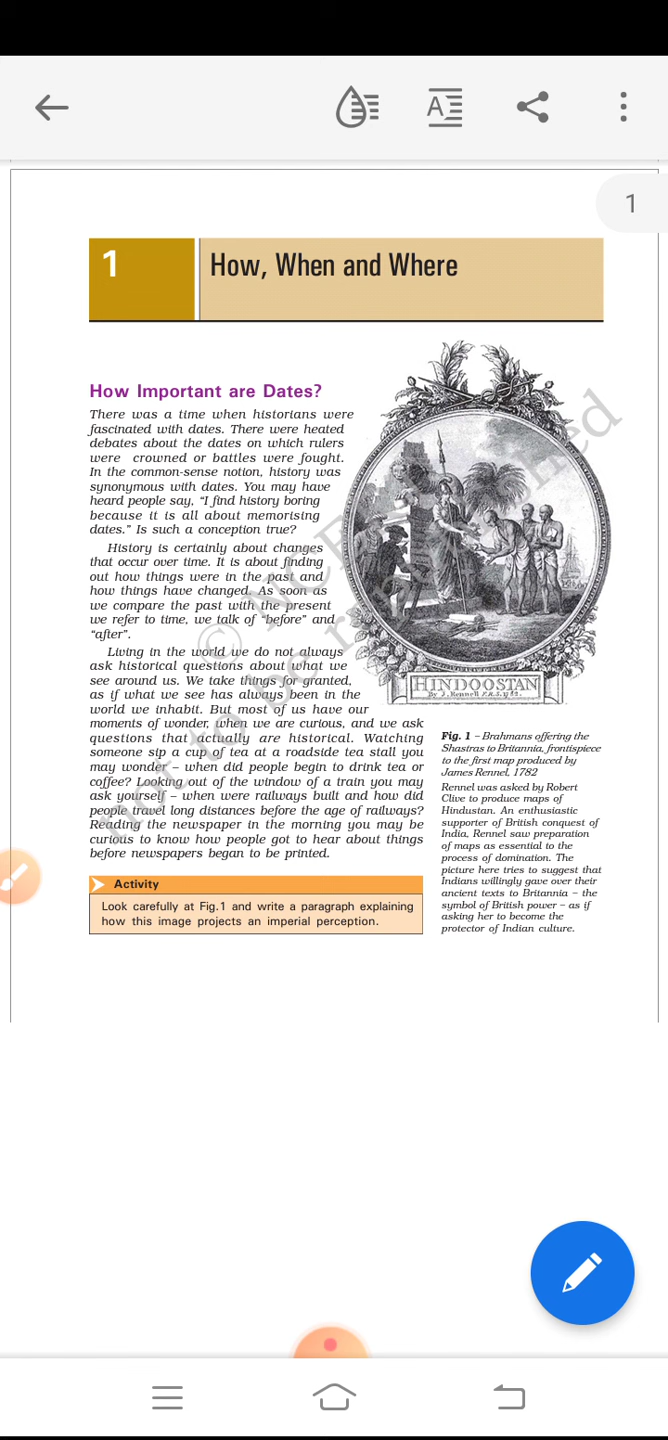 1
1
How, When and Where
How Important are Dates?
There was a time when historians were
fascinated with dates. There were heated
debates about the dates on which rulers
were crowned or battles were fought.
In the common-sense notion, history was
synonymous with dates. You may have
heard people say, “I find history boring
because it is all about memorising
dates.” Is such a conception true?
History is certainly about changes
that occur over time. It is about finding
out how things were in the past and
how things have changed. As soon as
we compare the past with the present
we refer to time, we talk of “before” and
“after”.
Living in the world we do not always
ask historical questions about what we
see around us. We take things for granted,
as if what we see has always been in the
world we inhabit. But most of us have our
moments of wonder, when we are curious, and we ask
questions that actually are historical. Watching
someone sip a cup of tea at a roadside tea stall you
may wonder – when did people begin to drink tea or
coffee? Looking out of the window of a train you may
ask yourself – when were railways built and how did
people travel long distances before the age of railways?
Reading the newspaper in the morning you may be
curious to know how people got to hear about things
before newspapers began to be printed.
Activity
Look carefully at Fig.1 and write a paragraph explaining
how this image projects an imperial perception.
HINDOOSTAN
By J. Rennell F.R.S. 1782.
Fig. 1 – Brahmans offering the
Shastras to Britannia, frontispiece
to the first map produced by
James Rennel, 1782
Rennel was asked by Robert
Clive to produce maps of
Hindustan. An enthusiastic
supporter of British conquest of
India, Rennel saw preparation
of maps as essential to the
process of domination. The
picture here tries to suggest that
Indians willingly gave over their
ancient texts to Britannia – the
symbol of British power – as if
asking her to become the
protector of Indian culture.
not to be